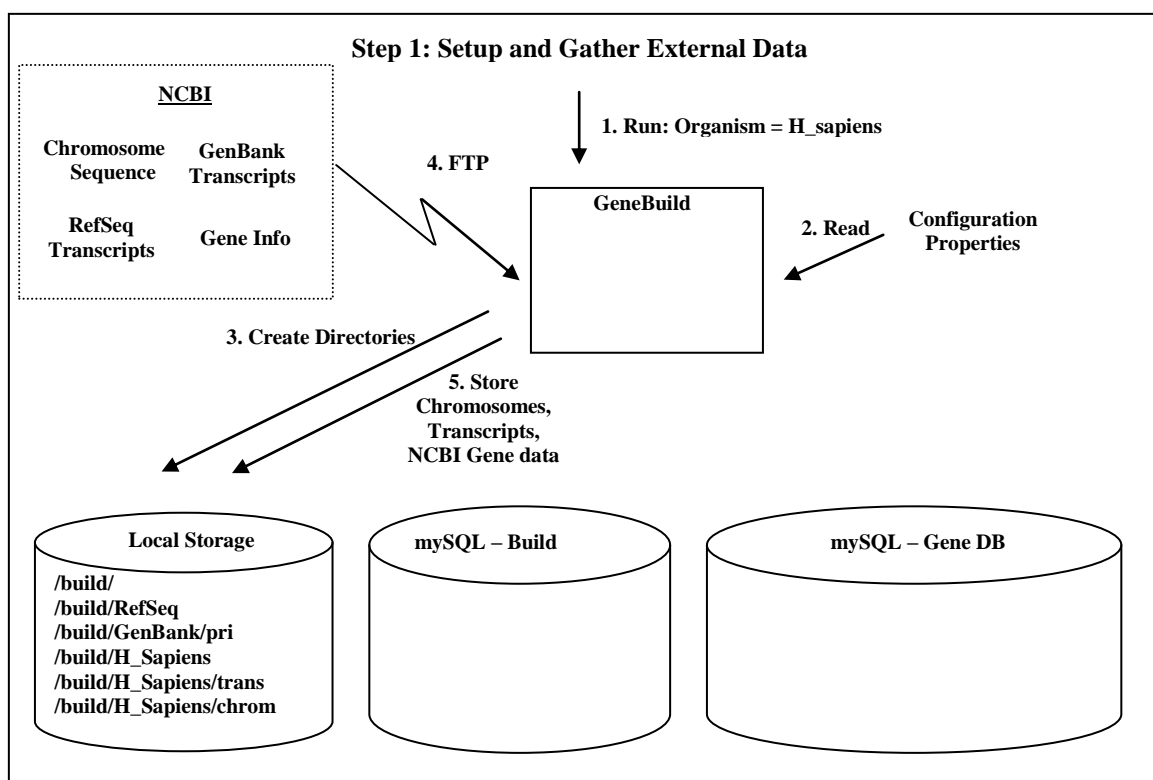 Step 1: Setup and Gather External Data
NCBI
Chromosome
Sequence
GenBank
Transcripts
RefSeq
Transcripts
Gene Info
1. Run: Organism = H_sapiens
4. FTP
GeneBuild
2. Read
Configuration
Properties
3. Create Directories
5. Store
Chromosomes,
Transcripts,
NCBI Gene data
Local Storage
/build/
/build/RefSeq
/build/GenBank/pri
/build/H_Sapiens
/build/H_Sapiens/trans
/build/H_Sapiens/chrom
mySQL – Build
mySQL – Gene DB